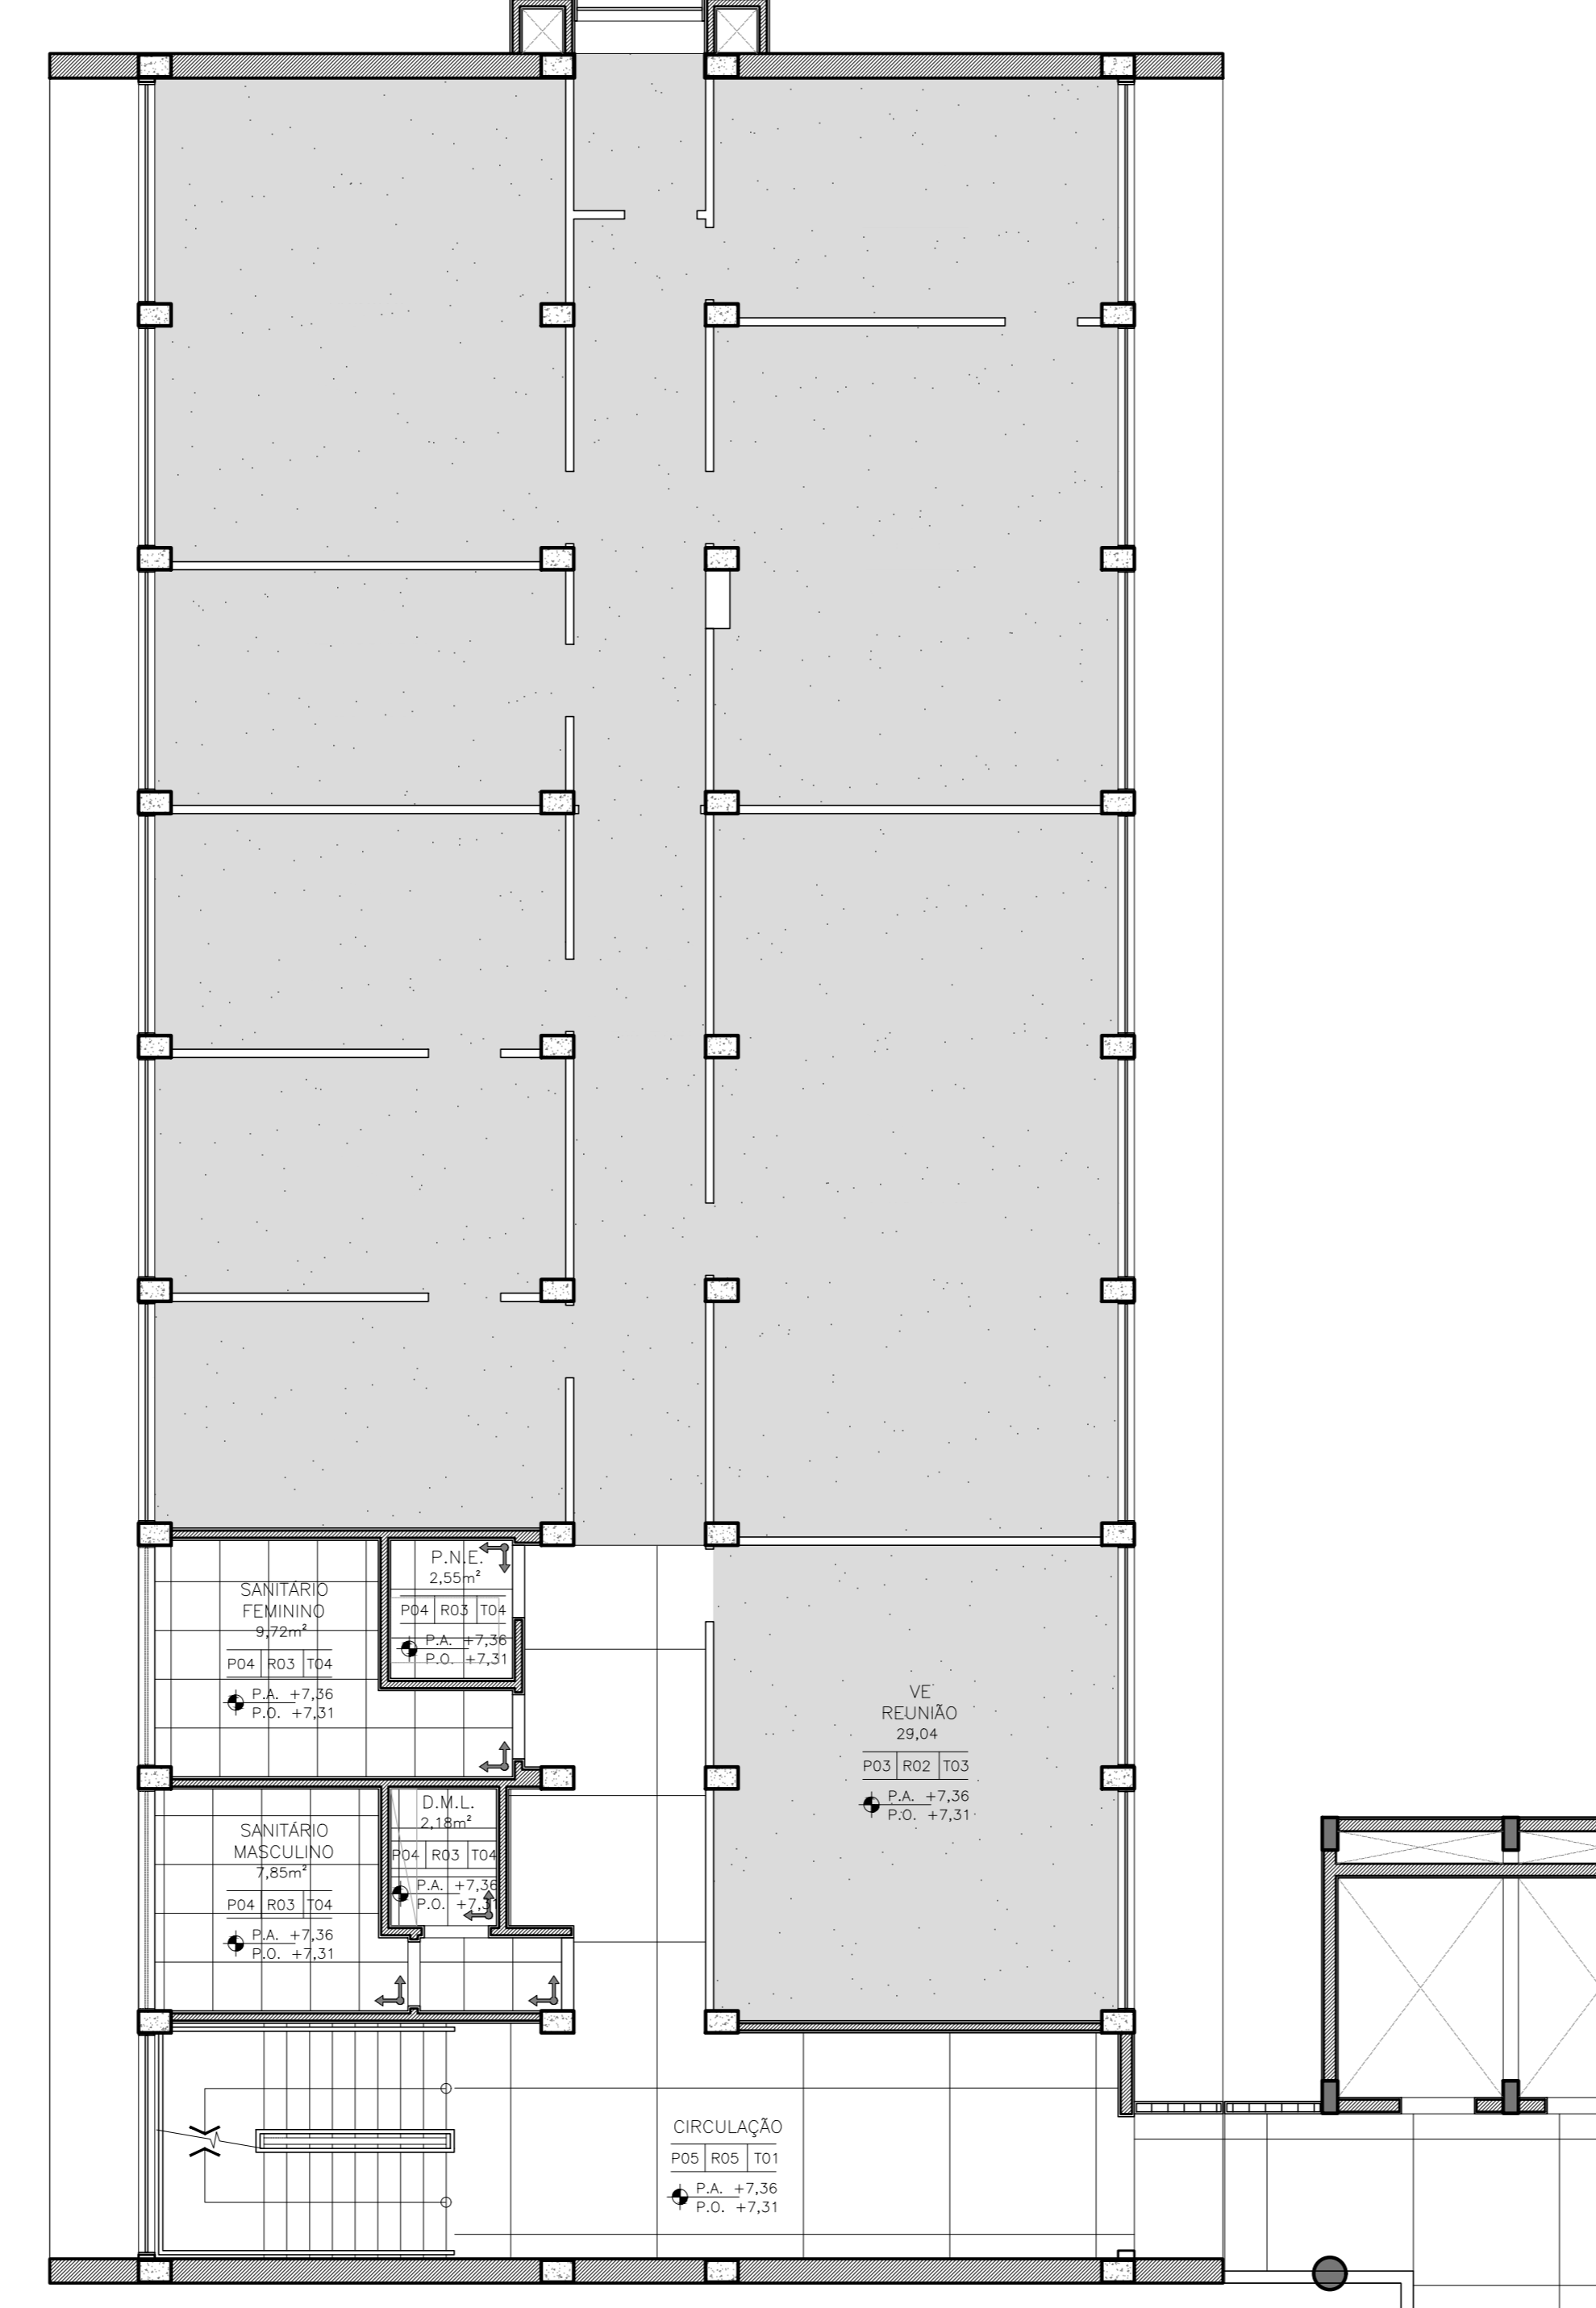 P.N.E.
2,55m²
P04 R03 T04
P.A. +7,36
P.O. +7,31
SANITÁRIO
FEMININO
9,72m²
P04 R03 T04
P.A. +7,36
P.O. +7,31
VE
REUNIÃO
29,04
P03 R02 T03
P.A. +7,36
P.O. +7,31
D.M.L.
2,18m²
P04 R03 T04
P.A. +7,36
P.O. +7,31
SANITÁRIO
MASCULINO
7,85m²
P04 R03 T04
P.A. +7,36
P.O. +7,31
CIRCULAÇÃO
P05 R05 T01
P.A. +7,36
P.O. +7,31